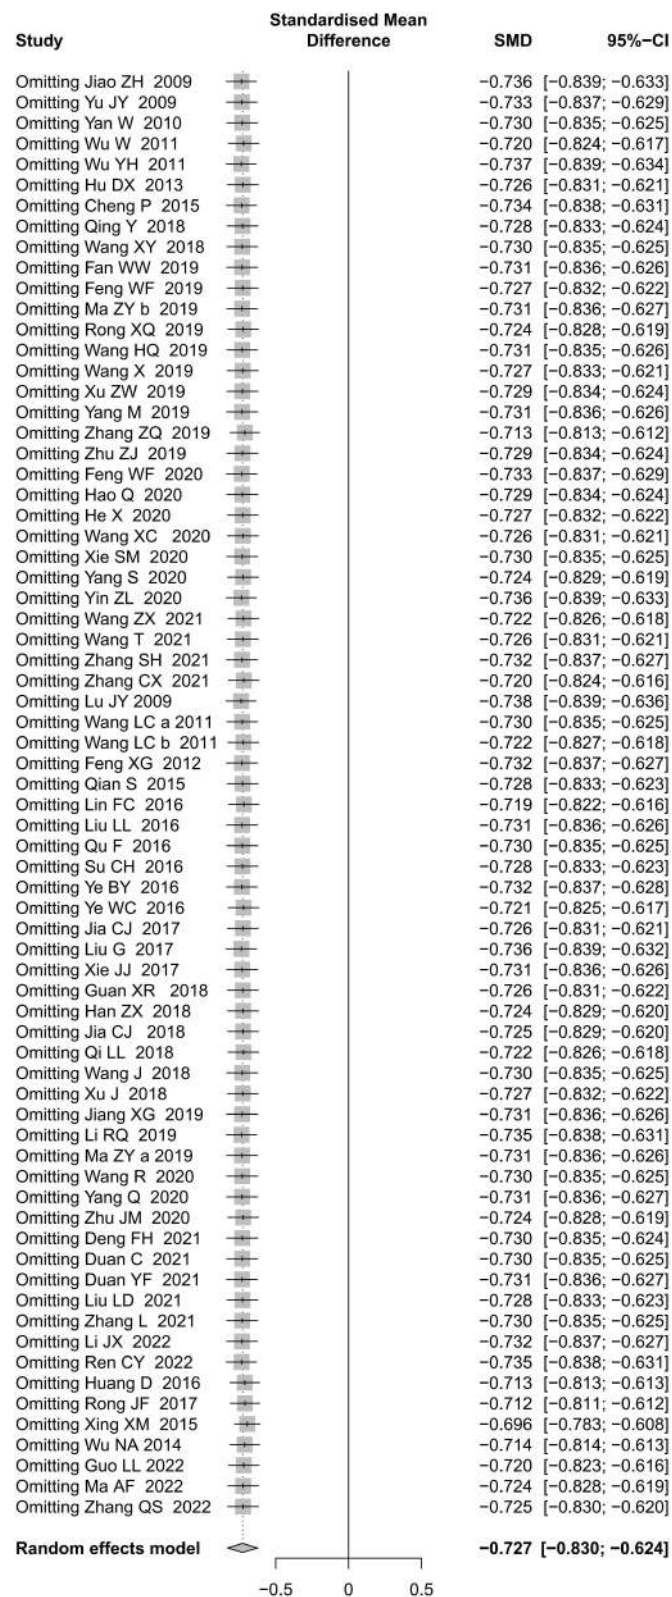 Standardised Mean
Study Difference SMD 95%−CI
Omitting Jiao ZH 2009 −0.736 [−0.839; −0.633]
Omitting Yu JY 2009 −0.733 [−0.837; −0.629]
Omitting Yan W 2010 −0.730 [−0.835; −0.625]
Omitting Wu W 2011 −0.720 [−0.824; −0.617]
Omitting Wu YH 2011 −0.737 [−0.839; −0.634]
Omitting Hu DX 2013 −0.726 [−0.831; −0.621]
Omitting Cheng P 2015 −0.734 [−0.838; −0.631]
Omitting Qing Y 2018 −0.728 [−0.833; −0.624]
Omitting Wang XY 2018 −0.730 [−0.835; −0.625]
Omitting Fan WW 2019 −0.731 [−0.836; −0.626]
Omitting Feng WF 2019 −0.727 [−0.832; −0.622]
Omitting Ma ZY b 2019 −0.731 [−0.836; −0.627]
Omitting Rong XQ 2019 −0.724 [−0.828; −0.619]
Omitting Wang HQ 2019 −0.731 [−0.835; −0.626]
Omitting Wang X 2019 −0.727 [−0.833; −0.621]
Omitting Xu ZW 2019 −0.729 [−0.834; −0.624]
Omitting Yang M 2019 −0.731 [−0.836; −0.626]
Omitting Zhang ZQ 2019 −0.713 [−0.813; −0.612]
Omitting Zhu ZJ 2019 −0.729 [−0.834; −0.624]
Omitting Feng WF 2020 −0.733 [−0.837; −0.629]
Omitting Hao Q 2020 −0.729 [−0.834; −0.624]
Omitting He X 2020 −0.727 [−0.832; −0.622]
Omitting Wang XC 2020 −0.726 [−0.831; −0.621]
Omitting Xie SM 2020 −0.730 [−0.835; −0.625]
Omitting Yang S 2020 −0.724 [−0.829; −0.619]
Omitting Yin ZL 2020 −0.736 [−0.839; −0.633]
Omitting Wang ZX 2021 −0.722 [−0.826; −0.618]
Omitting Wang T 2021 −0.726 [−0.831; −0.621]
Omitting Zhang SH 2021 −0.732 [−0.837; −0.627]
Omitting Zhang CX 2021 −0.720 [−0.824; −0.616]
Omitting Lu JY 2009 −0.738 [−0.839; −0.636]
Omitting Wang LC a 2011 −0.730 [−0.835; −0.625]
Omitting Wang LC b 2011 −0.722 [−0.827; −0.618]
Omitting Feng XG 2012 −0.732 [−0.837; −0.627]
Omitting Qian S 2015 −0.728 [−0.833; −0.623]
Omitting Lin FC 2016 −0.719 [−0.822; −0.616]
Omitting Liu LL 2016 −0.731 [−0.836; −0.626]
Omitting Qu F 2016 −0.730 [−0.835; −0.625]
Omitting Su CH 2016 −0.728 [−0.833; −0.623]
Omitting Ye BY 2016 −0.732 [−0.837; −0.628]
Omitting Ye WC 2016 −0.721 [−0.825; −0.617]
Omitting Jia CJ 2017 −0.726 [−0.831; −0.621]
Omitting Liu G 2017 −0.736 [−0.839; −0.632]
Omitting Xie JJ 2017 −0.731 [−0.836; −0.626]
Omitting Guan XR 2018 −0.726 [−0.831; −0.622]
Omitting Han ZX 2018 −0.724 [−0.829; −0.620]
Omitting Jia CJ 2018 −0.725 [−0.829; −0.620]
Omitting Qi LL 2018 −0.722 [−0.826; −0.618]
Omitting Wang J 2018 −0.730 [−0.835; −0.625]
Omitting Xu J 2018 −0.727 [−0.832; −0.622]
Omitting Jiang XG 2019 −0.731 [−0.836; −0.626]
Omitting Li RQ 2019 −0.735 [−0.838; −0.631]
Omitting Ma ZY a 2019 −0.731 [−0.836; −0.626]
Omitting Wang R 2020 −0.730 [−0.835; −0.625]
Omitting Yang Q 2020 −0.731 [−0.836; −0.627]
Omitting Zhu JM 2020 −0.724 [−0.828; −0.619]
Omitting Deng FH 2021 −0.730 [−0.835; −0.624]
Omitting Duan C 2021 −0.730 [−0.835; −0.625]
Omitting Duan YF 2021 −0.731 [−0.836; −0.627]
Omitting Liu LD 2021 −0.728 [−0.833; −0.623]
Omitting Zhang L 2021 −0.730 [−0.835; −0.625]
Omitting Li JX 2022 −0.732 [−0.837; −0.627]
Omitting Ren CY 2022 −0.735 [−0.838; −0.631]
Omitting Huang D 2016 −0.713 [−0.813; −0.613]
Omitting Rong JF 2017 −0.712 [−0.811; −0.612]
Omitting Xing XM 2015 −0.696 [−0.783; −0.608]
Omitting Wu NA 2014 −0.714 [−0.814; −0.613]
Omitting Guo LL 2022 −0.720 [−0.823; −0.616]
Omitting Ma AF 2022 −0.724 [−0.828; −0.619]
Omitting Zhang QS 2022 −0.725 [−0.830; −0.620]
Random effects model −0.727 [−0.830; −0.624]
−0.5 0 0.5